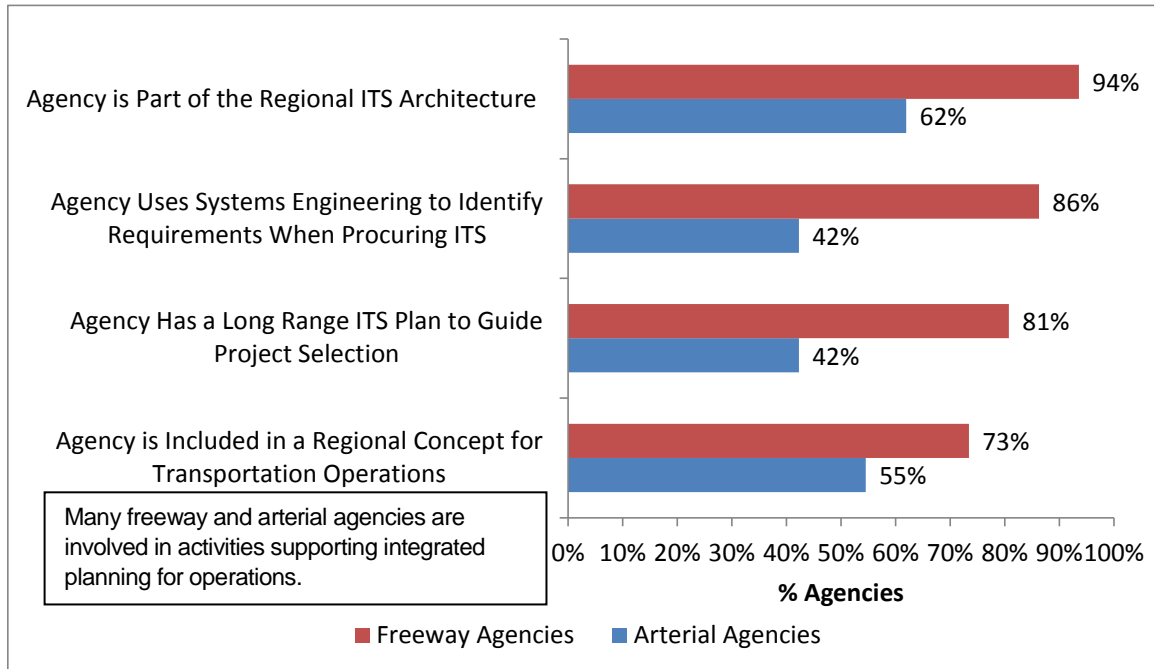 Agency is Part of the Regional ITS Architecture
94%
62%
Agency Uses Systems Engineering to Identify
Requirements When Procuring ITS
86%
42%
Agency Has a Long Range ITS Plan to Guide
Project Selection
81%
42%
Agency is Included in a Regional Concept for
Transportation Operations
73%
55%
Many freeway and arterial agencies are
involved in activities supporting integrated
planning for operations.
0% 10% 20% 30% 40% 50% 60% 70% 80% 90% 100%
% Agencies
Freeway Agencies Arterial Agencies